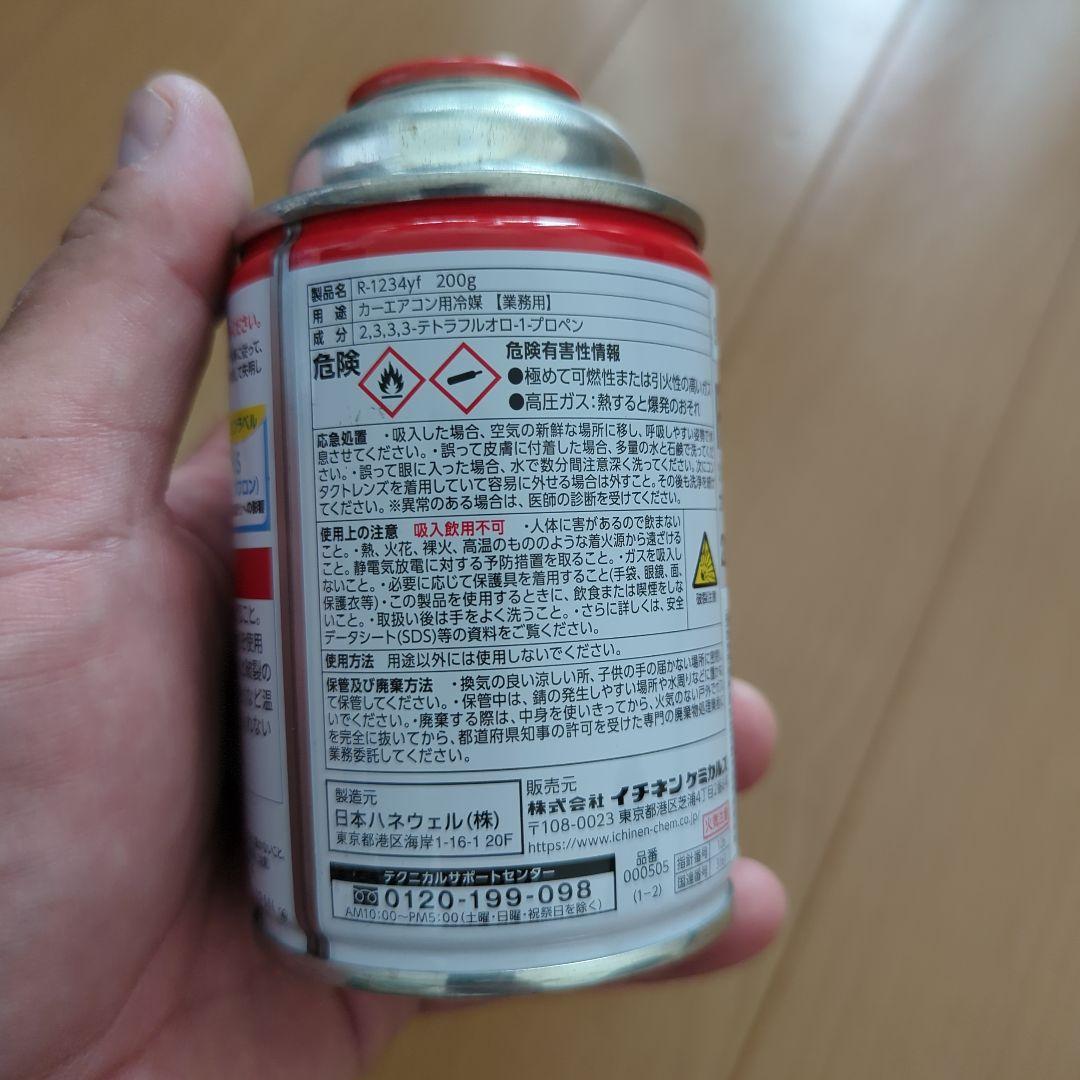 製品名 R-1234yf 200g
用途 カーエアコン用冷媒 【業務用】
成分 2,3,3,3-テトラフルオロ-1-プロペン
危険
危険有害性情報
●極めて可燃性または引火性の高いガス
●高圧ガス:熱すると爆発のおそれ
応急処置 ・吸入した場合、空気の新鮮な場所に移し、呼吸しやすい姿勢で休
息させてください。・誤って皮膚に付着した場合、多量の水と石鹸で洗ってくだ
さい。・誤って眼に入った場合、水で数分間注意深く洗ってください。次にコン
タクトレンズを着用していて容易に外せる場合は外すこと。その後も洗浄を続け
てください。※異常のある場合は、医師の診断を受けてください。
使用上の注意 吸入飲用不可 ・人体に害があるので飲まない
こと。・熱、火花、裸火、高温のもののような着火源から遠ざける
こと。静電気放電に対する予防措置を取ること。・ガスを吸入し
ないこと。・必要に応じて保護具を着用すること(手袋、眼鏡、面、
保護衣等)・この製品を使用するときに、飲食または喫煙をしな
いこと。・取扱い後は手をよく洗うこと。・さらに詳しくは、安全
データシート(SDS)等の資料をご覧ください。
破裂注意
使用方法 用途以外には使用しないでください。
保管及び廃棄方法 ・換気の良い涼しい所、子供の手の届かない場所に
て保管してください。・保管中は、錆の発生しやすい場所や水周りなどに
いでください。・廃棄する際は、中身を使いきってから、火気のない戸外で
を完全に抜いてから、都道府県知事の許可を受けた専門の廃棄物処理業者
業務委託してください。
製造元
日本ハネウェル(株)
東京都港区海岸1-16-1 20F
販売元
株式会社 イチネンケミカルズ
〒108-0023 東京都港区芝浦4丁目2
https://www.ichinen-chem.co.jp/
火気注意
テクニカルサポートセンター
0120-199-098
AM10:00〜PM5:00(土曜・日曜・祝祭日を除く)
品番
000505
(1-2)
指針番号
国連番号